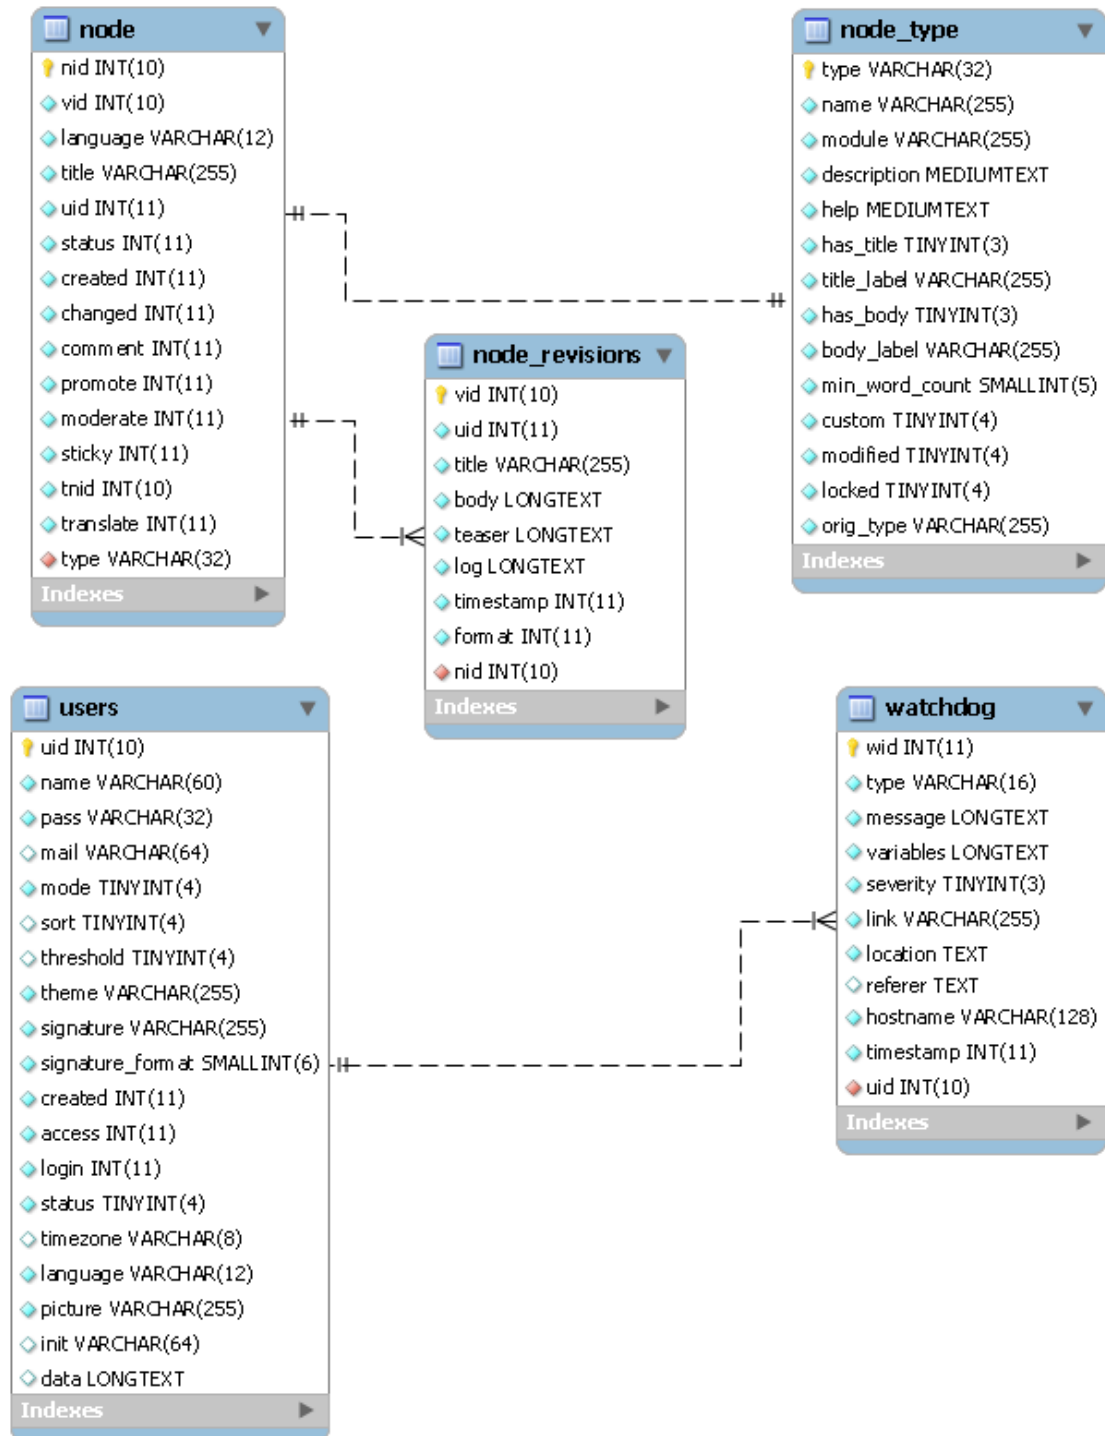 node
nid INT(10)
vid INT(10)
language VARCHAR(12)
title VARCHAR(255)
uid INT(11)
status INT(11)
created INT(11)
changed INT(11)
comment INT(11)
promote INT(11)
moderate INT(11)
sticky INT(11)
tnid INT(10)
translate INT(11)
type VARCHAR(32)
Indexes
node_type
type VARCHAR(32)
name VARCHAR(255)
module VARCHAR(255)
description MEDIUMTEXT
help MEDIUMTEXT
has_title TINYINT(3)
title_label VARCHAR(255)
has_body TINYINT(3)
body_label VARCHAR(255)
min_word_count SMALLINT(5)
custom TINYINT(4)
modified TINYINT(4)
locked TINYINT(4)
orig_type VARCHAR(255)
Indexes
node_revisions
vid INT(10)
uid INT(11)
title VARCHAR(255)
body LONGTEXT
teaser LONGTEXT
log LONGTEXT
timestamp INT(11)
format INT(11)
nid INT(10)
Indexes
users
uid INT(10)
name VARCHAR(60)
pass VARCHAR(32)
mail VARCHAR(64)
mode TINYINT(4)
sort TINYINT(4)
threshold TINYINT(4)
theme VARCHAR(255)
signature VARCHAR(255)
signature_format SMALLINT(6)
created INT(11)
access INT(11)
login INT(11)
status TINYINT(4)
timezone VARCHAR(8)
language VARCHAR(12)
picture VARCHAR(255)
init VARCHAR(64)
data LONGTEXT
Indexes
watchdog
wid INT(11)
type VARCHAR(16)
message LONGTEXT
variables LONGTEXT
severity TINYINT(3)
link VARCHAR(255)
location TEXT
referer TEXT
hostname VARCHAR(128)
timestamp INT(11)
uid INT(10)
Indexes